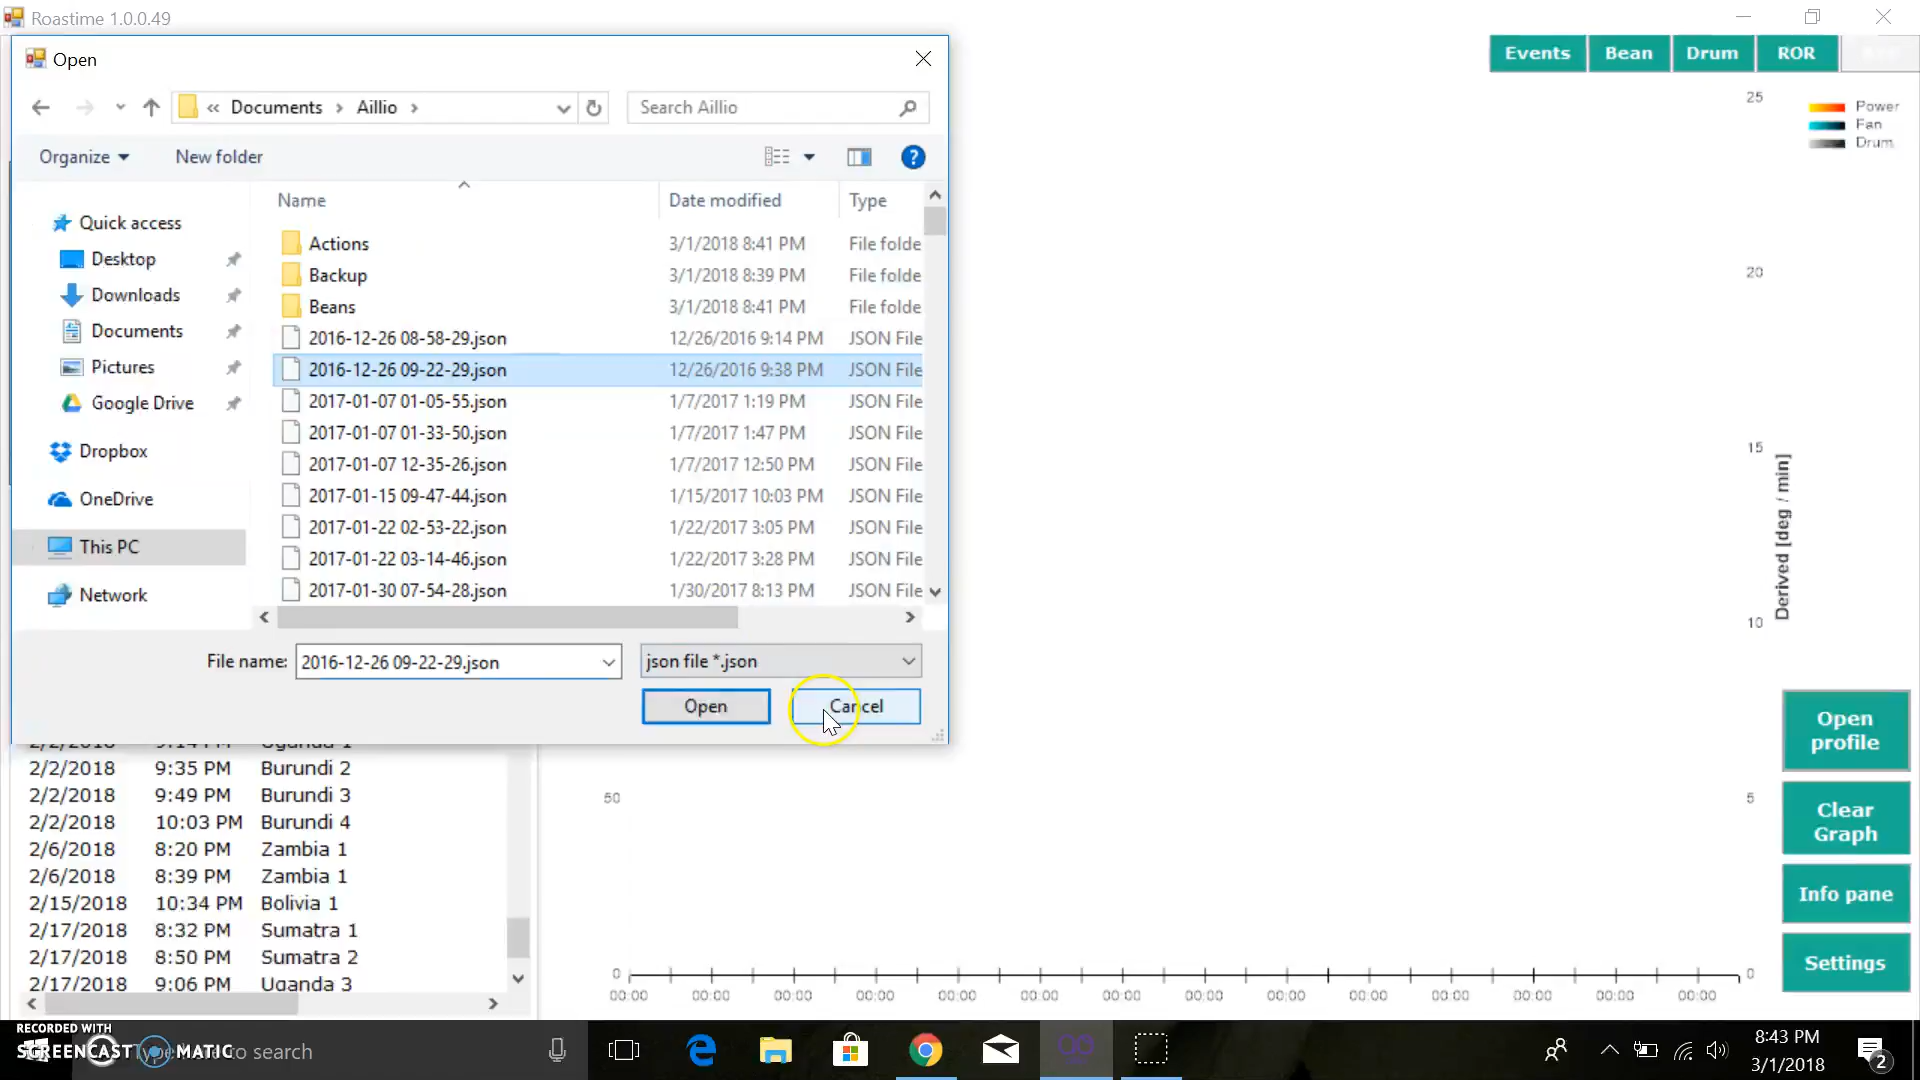 Roastime 1.0.0.49
Open
Events Bean Drum ROR
« Documents > Aillio >
Search Aillio
Organize New folder
Name Date modified Type
Quick access
Desktop
Downloads
Documents
Pictures
Google Drive
Dropbox
OneDrive
This PC
Network
Actions 3/1/2018 8:41 PM File folde
Backup 3/1/2018 8:39 PM File folde
Beans 3/1/2018 8:41 PM File folde
2016-12-26 08-58-29.json 12/26/2016 9:14 PM JSON File
2016-12-26 09-22-29.json 12/26/2016 9:38 PM JSON File
2017-01-07 01-05-55.json 1/7/2017 1:19 PM JSON File
2017-01-07 01-33-50.json 1/7/2017 1:47 PM JSON File
2017-01-07 12-35-26.json 1/7/2017 12:50 PM JSON File
2017-01-15 09-47-44.json 1/15/2017 10:03 PM JSON File
2017-01-22 02-53-22.json 1/22/2017 3:05 PM JSON File
2017-01-22 03-14-46.json 1/22/2017 3:28 PM JSON File
2017-01-30 07-54-28.json 1/30/2017 8:13 PM JSON File
File name: 2016-12-26 09-22-29.json json file *.json
Open Cancel
2/2/2018 9:14 PM Uganda 1
2/2/2018 9:35 PM Burundi 2
2/2/2018 9:49 PM Burundi 3
2/2/2018 10:03 PM Burundi 4
2/6/2018 8:20 PM Zambia 1
2/6/2018 8:39 PM Zambia 1
2/15/2018 10:34 PM Bolivia 1
2/17/2018 8:32 PM Sumatra 1
2/17/2018 8:50 PM Sumatra 2
2/17/2018 9:06 PM Uganda 3
Power
Fan
Drum
25
20
15
10
5
0
Derived [deg / min]
50
0
00:00 00:00 00:00 00:00 00:00 00:00 00:00 00:00 00:00 00:00 00:00 00:00 00:00 00:00
Open
profile
Clear
Graph
Info pane
Settings
RECORDED WITH
SCREENCAST MATIC
Type here to search
8:43 PM
3/1/2018
2